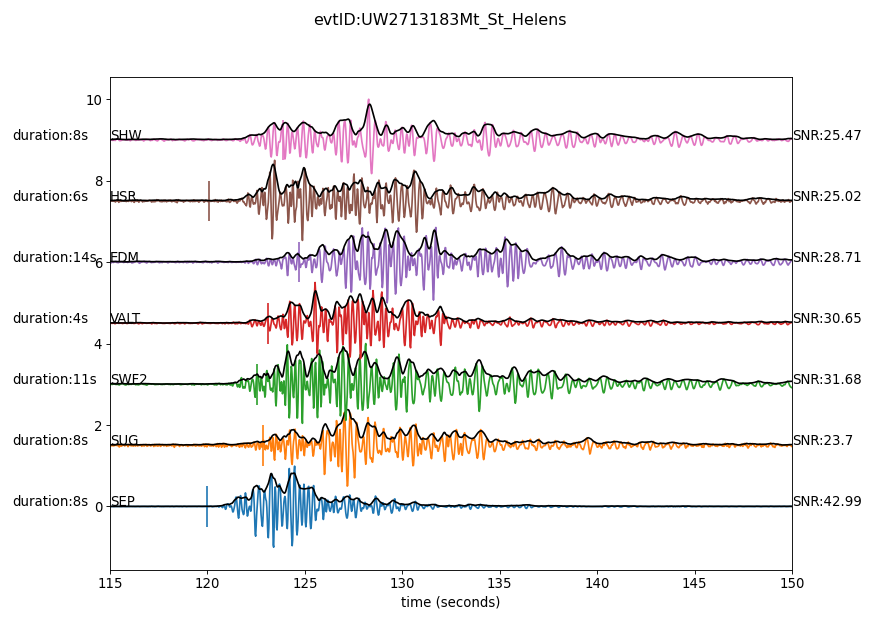 evtID:UW2713183Mt_St_Helens
10
duration:8s SHW SNR:25.47
8
duration:6s HSR SNR:25.02
duration:14s EDM SNR:28.71
6
duration:4s VALT SNR:30.65
4
duration:11s SWF2 SNR:31.68
2
duration:8s SUG SNR:23.7
duration:8s SEP SNR:42.99
0
115 120 125 130 135 140 145 150
time (seconds)